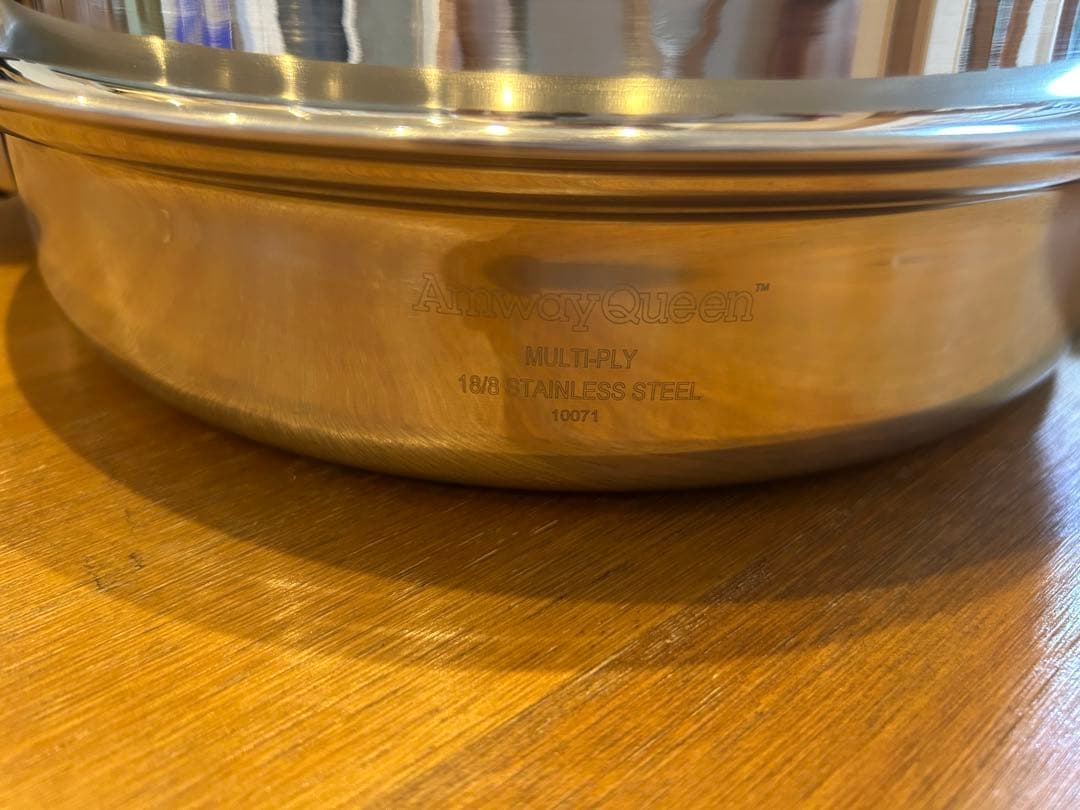 AmwayQueen™
MULTI-PLY
18/8 STAINLESS STEEL
10071